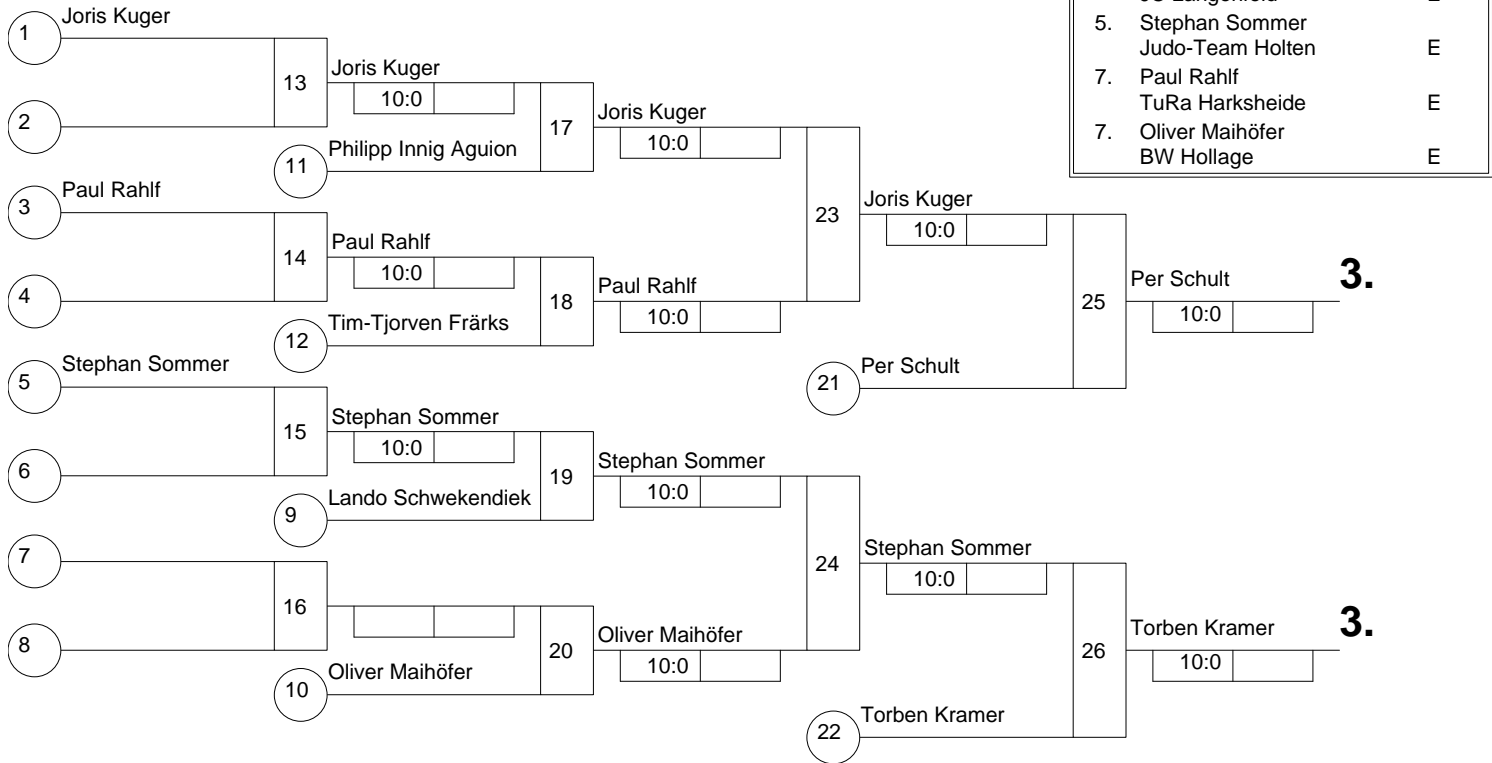 Joris Kuger
1
13
Joris Kuger
10:0
2
17
Joris Kuger
10:0
11
Philipp Innig Aguion
3
Paul Rahlf
14
Paul Rahlf
10:0
4
18
Paul Rahlf
10:0
12
Tim-Tjorven Frärks
23
Joris Kuger
10:0
21
Per Schult
25
Per Schult
10:0
3.
5
Stephan Sommer
15
Stephan Sommer
10:0
6
19
Stephan Sommer
10:0
9
Lando Schwekendiek
7
16
8
20
Oliver Maihöfer
10:0
10
Oliver Maihöfer
24
Stephan Sommer
10:0
22
Torben Kramer
26
Torben Kramer
10:0
3.
5. Stephan Sommer
Judo-Team Holten E
7. Paul Rahlf
TuRa Harksheide E
7. Oliver Maihöfer
BW Hollage E